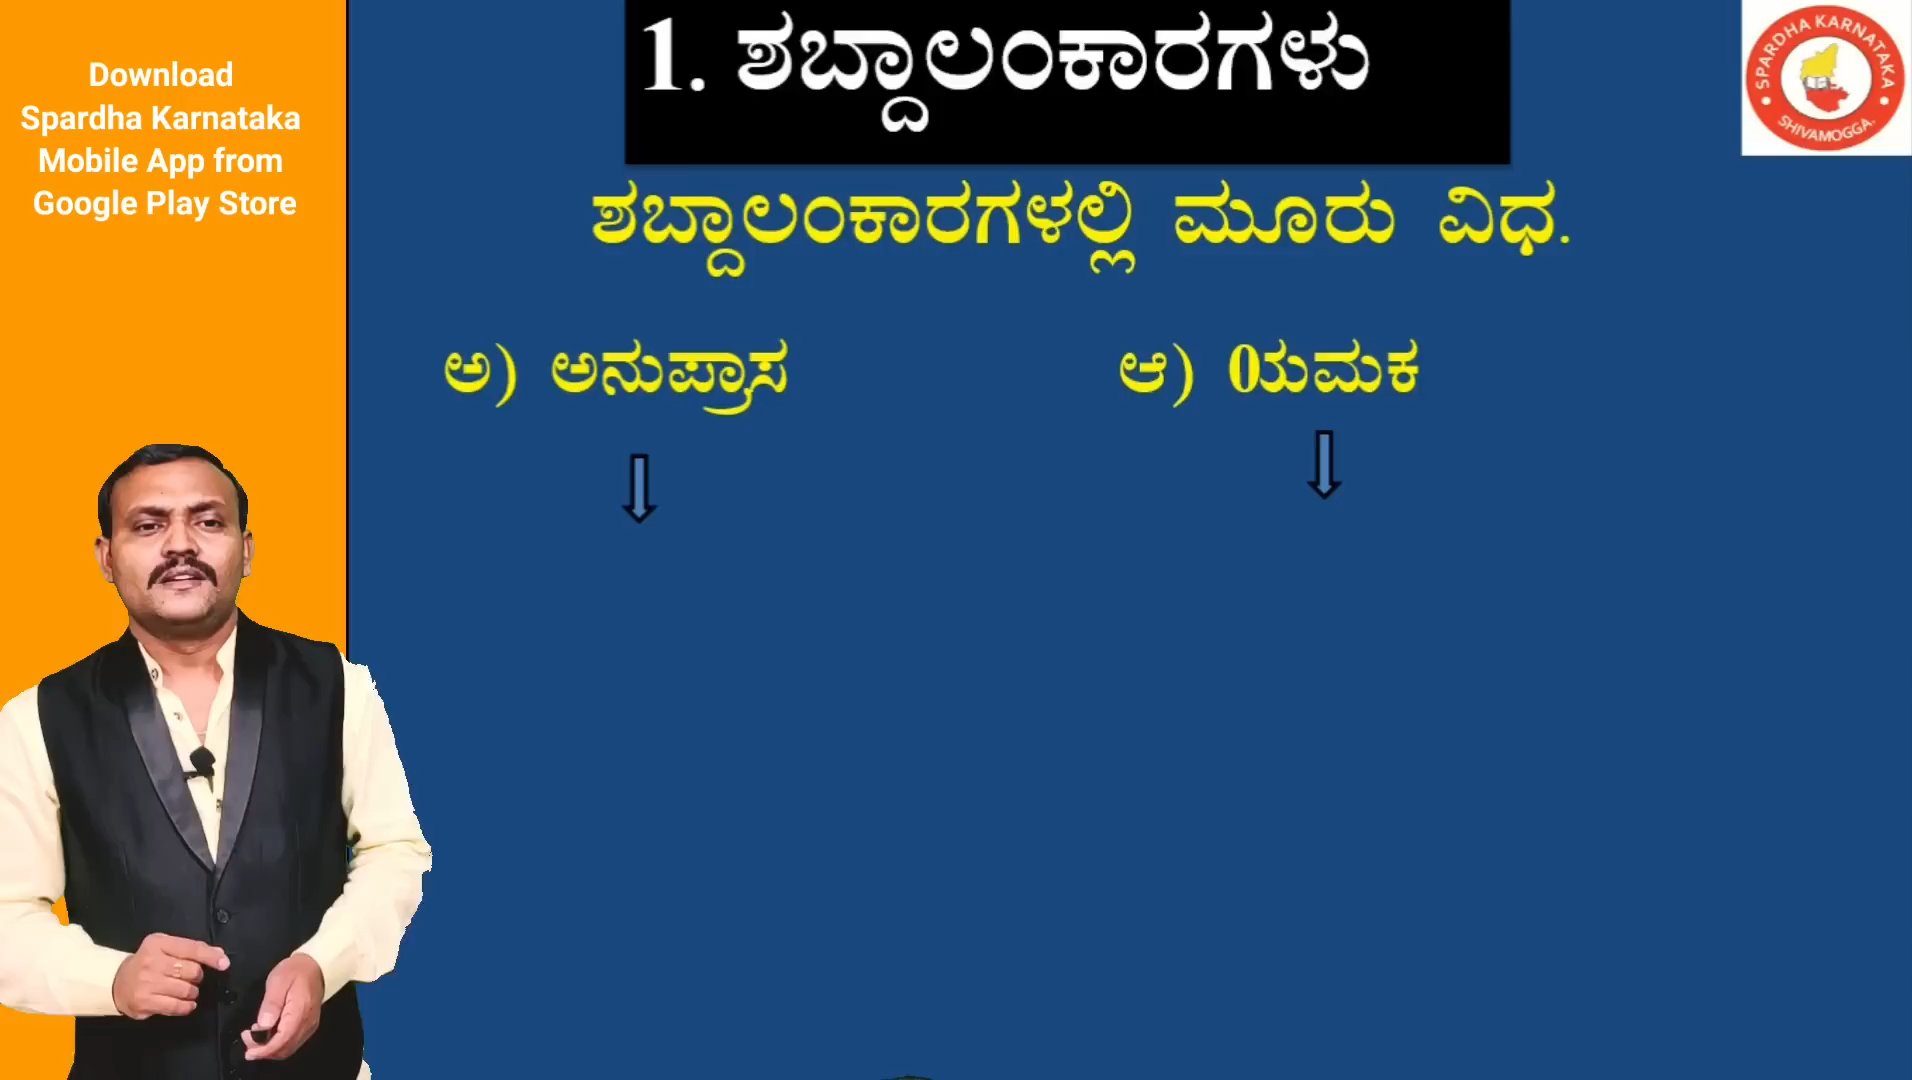 Download
Spardha Karnataka
Mobile App from
Google Play Store
1. ಶಬ್ದಾಲಂಕಾರಗಳು
SPARDHA KARNATAKA
SHIVAMOGGA.
ಶಬ್ದಾಲಂಕಾರಗಳಲ್ಲಿ ಮೂರು ವಿಧ.
ಅ) ಅನುಪ್ರಾಸ
ಆ) 0ಯಮಕ